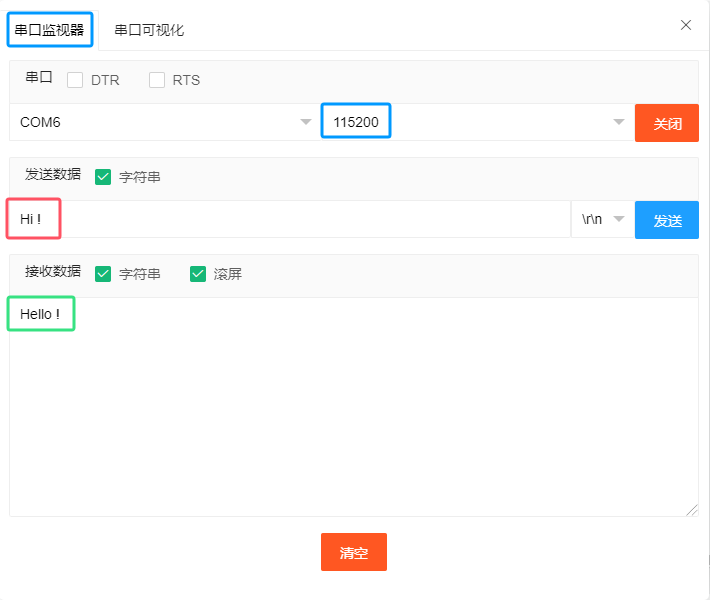 串口监视器 串口可视化
串口 DTR RTS
COM6 115200 关闭
发送数据 字符串
Hi ! \r\n 发送
接收数据 字符串 滚屏
Hello !
清空